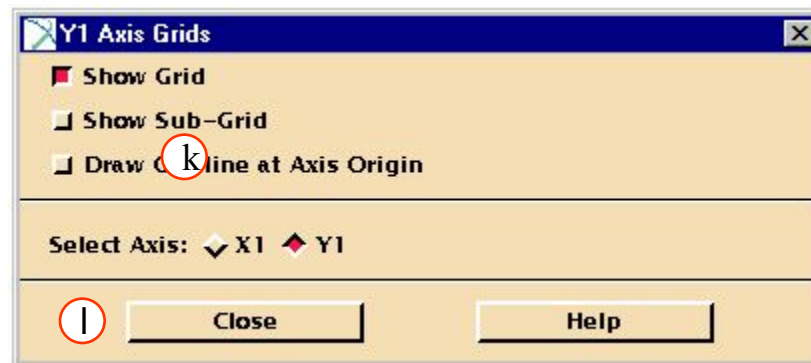 Y1 Axis Grids
Show Grid
Show Sub-Grid
k
Draw line at Axis Origin
Select Axis: X1 Y1
l Close Help